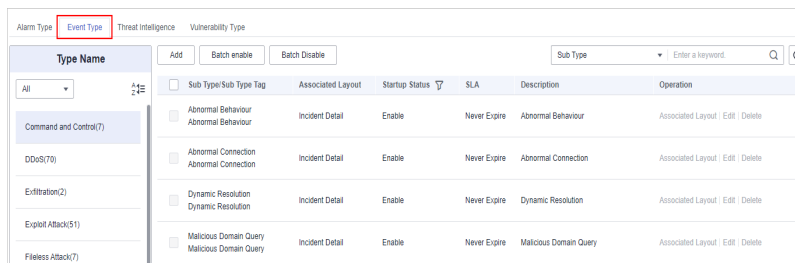 Alarm Type Event Type Threat Intelligence Vulnerability Type
Type Name
All
Command and Control(7)
DDoS(70)
Exfiltration(2)
Exploit Attack(51)
Fileless Attack(7)
Add Batch enable Batch Disable Sub Type Enter a keyword.
Sub Type/Sub Type Tag Associated Layout Startup Status SLA Description Operation
Abnormal Behaviour
Abnormal Behaviour
Incident Detail Enable Never Expire Abnormal Behaviour Associated Layout | Edit | Delete
Abnormal Connection
Abnormal Connection
Incident Detail Enable Never Expire Abnormal Connection Associated Layout | Edit | Delete
Dynamic Resolution
Dynamic Resolution
Incident Detail Enable Never Expire Dynamic Resolution Associated Layout | Edit | Delete
Malicious Domain Query
Malicious Domain Query
Incident Detail Enable Never Expire Malicious Domain Query Associated Layout | Edit | Delete